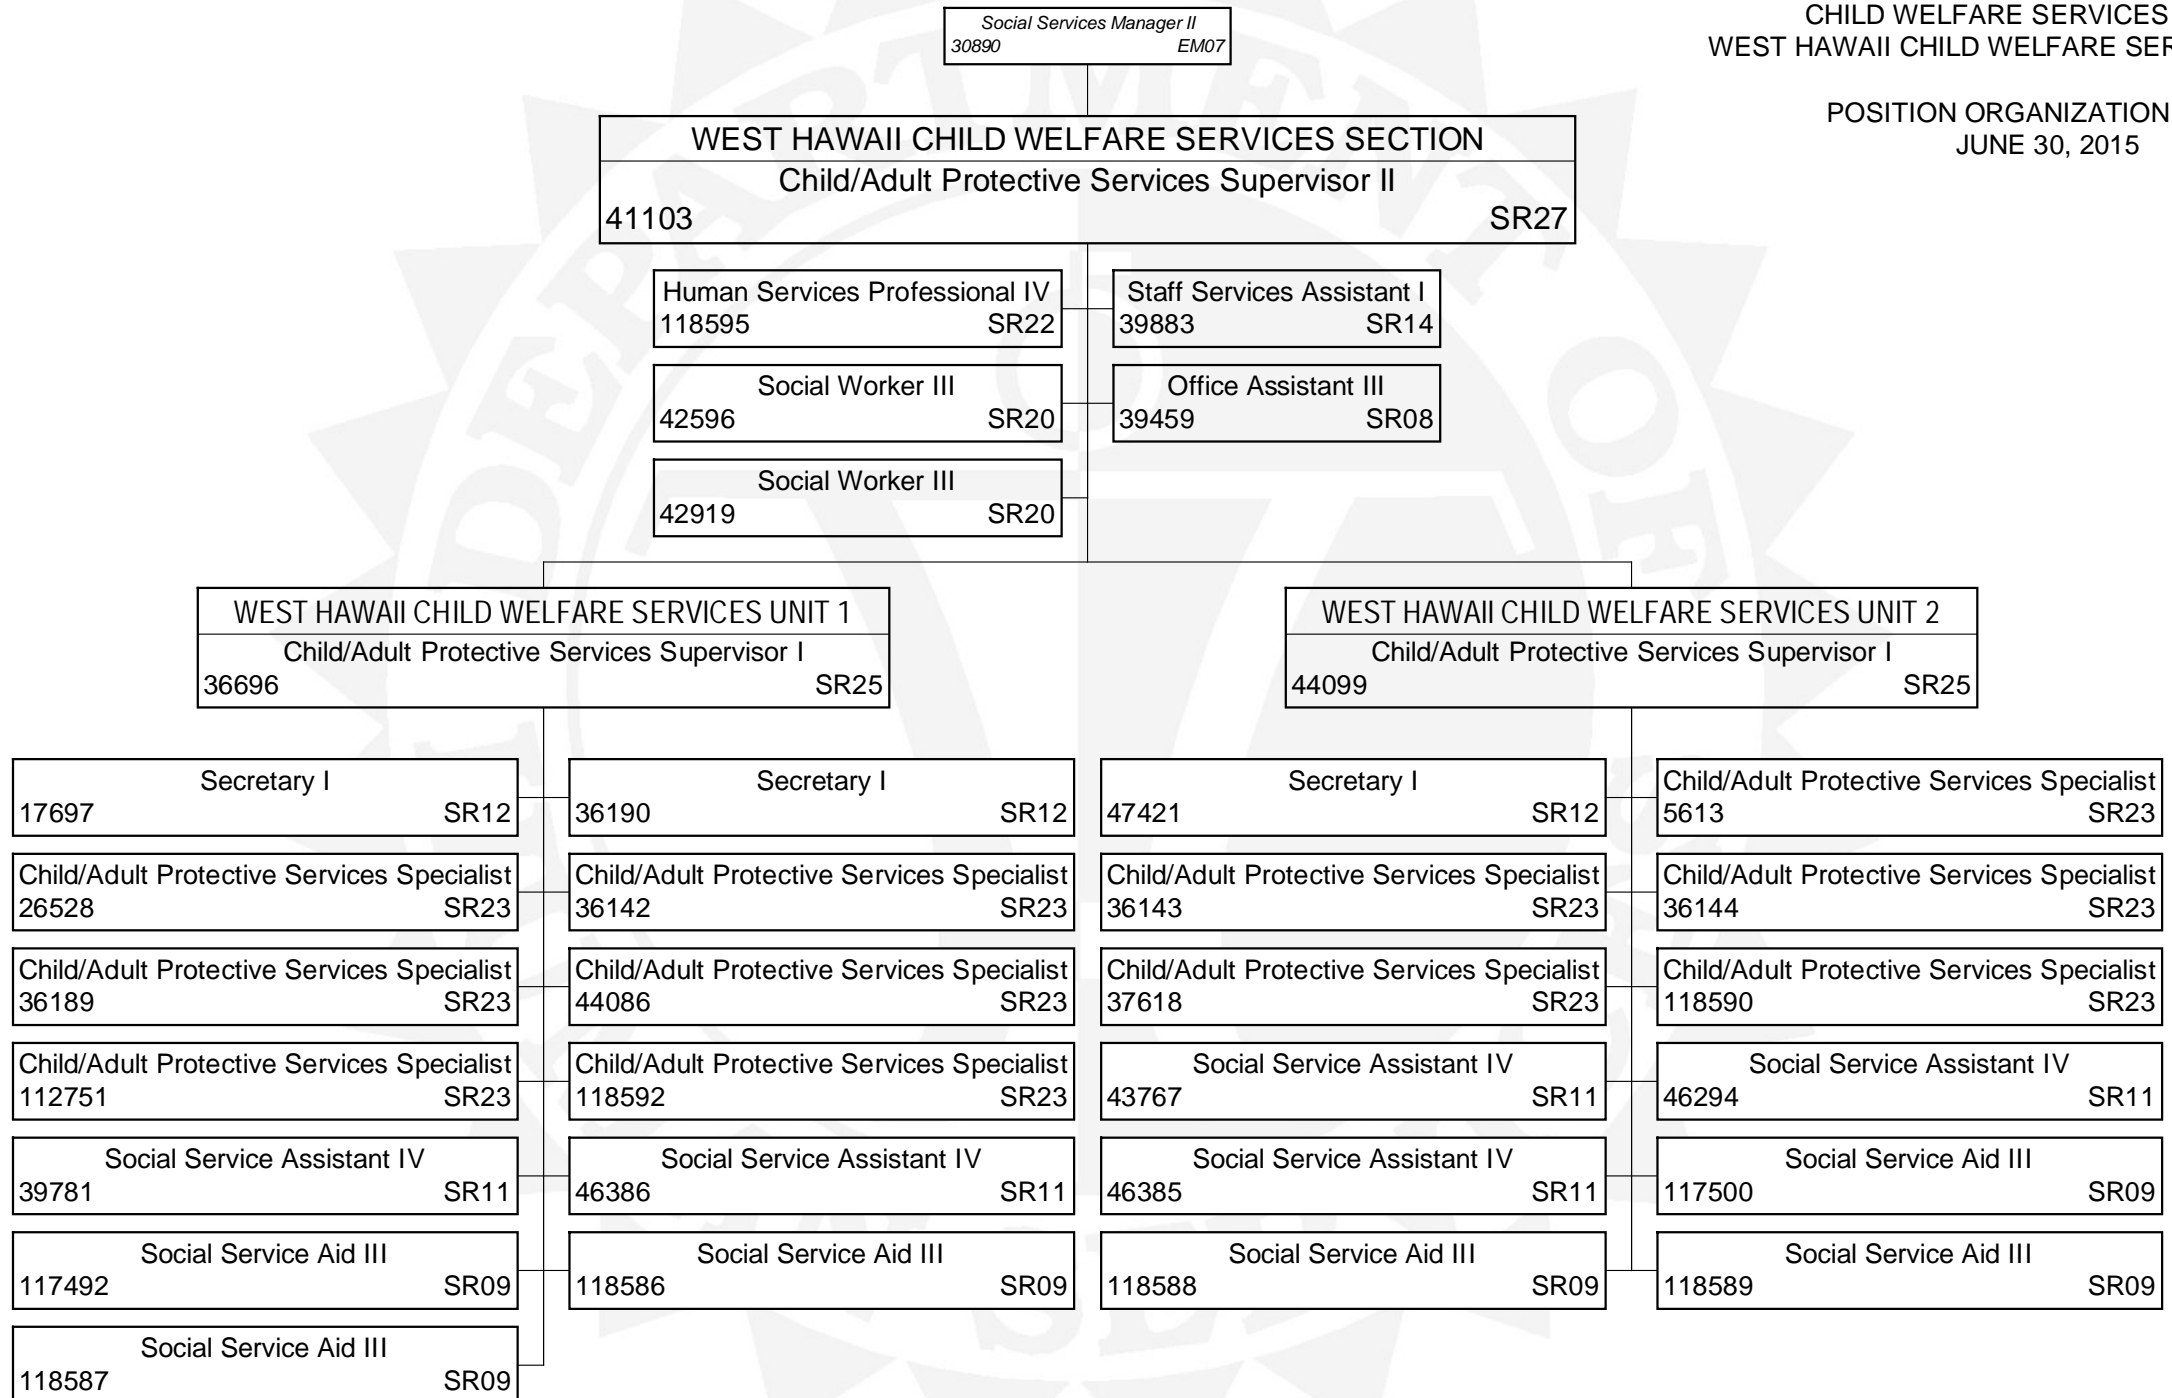 CHILD WELFARE SERVICES
WEST HAWAII CHILD WELFARE
POSITION ORGANIZATION
JUNE 30, 2015
Social Services Manager II
30890 EM07
WEST HAWAII CHILD WELFARE SERVICES SECTION
Child/Adult Protective Services Supervisor II
41103 SR27
Human Services Professional IV
118595 SR22
Staff Services Assistant I
39883 SR14
Social Worker III
42596 SR20
Office Assistant III
39459 SR08
Social Worker III
42919 SR20
WEST HAWAII CHILD WELFARE SERVICES UNIT 1
Child/Adult Protective Services Supervisor I
36696 SR25
Secretary I
17697 SR12
Secretary I
36190 SR12
Child/Adult Protective Services Specialist
26528 SR23
Child/Adult Protective Services Specialist
36142 SR23
Child/Adult Protective Services Specialist
36189 SR23
Child/Adult Protective Services Specialist
44086 SR23
Child/Adult Protective Services Specialist
112751 SR23
Child/Adult Protective Services Specialist
118592 SR23
Social Service Assistant IV
39781 SR11
Social Service Assistant IV
46386 SR11
Social Service Aid III
117492 SR09
Social Service Aid III
118586 SR09
Social Service Aid III
118587 SR09
WEST HAWAII CHILD WELFARE SERVICES UNIT 2
Child/Adult Protective Services Supervisor I
44099 SR25
Secretary I
47421 SR12
Child/Adult Protective Services Specialist
5613 SR23
Child/Adult Protective Services Specialist
36143 SR23
Child/Adult Protective Services Specialist
36144 SR23
Child/Adult Protective Services Specialist
37618 SR23
Child/Adult Protective Services Specialist
118590 SR23
Social Service Assistant IV
43767 SR11
Social Service Assistant IV
46294 SR11
Social Service Assistant IV
46385 SR11
Social Service Aid III
117500 SR09
Social Service Aid III
118588 SR09
Social Service Aid III
118589 SR09
DEPARTMENT OF